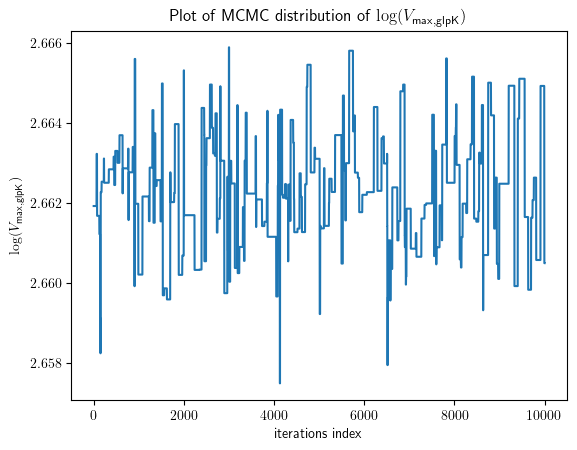 Plot of MCMC distribution of log(V_max,glpK)
log(V_max,glpK)
2.666
2.664
2.662
2.660
2.658
0 2000 4000 6000 8000 10000
iterations index